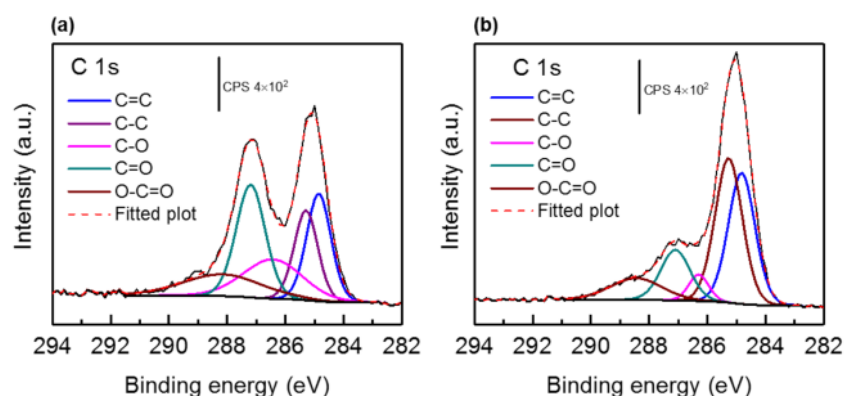 (a)
C 1s
CPS 4×10²
C=C
C-C
C-O
C=O
O-C=O
Fitted plot
Intensity (a.u.)
294 292 290 288 286 284 282
Binding energy (eV)
(b)
C 1s
CPS 4×10²
C=C
C-C
C-O
C=O
O-C=O
Fitted plot
Intensity (a.u.)
294 292 290 288 286 284 282
Binding energy (eV)